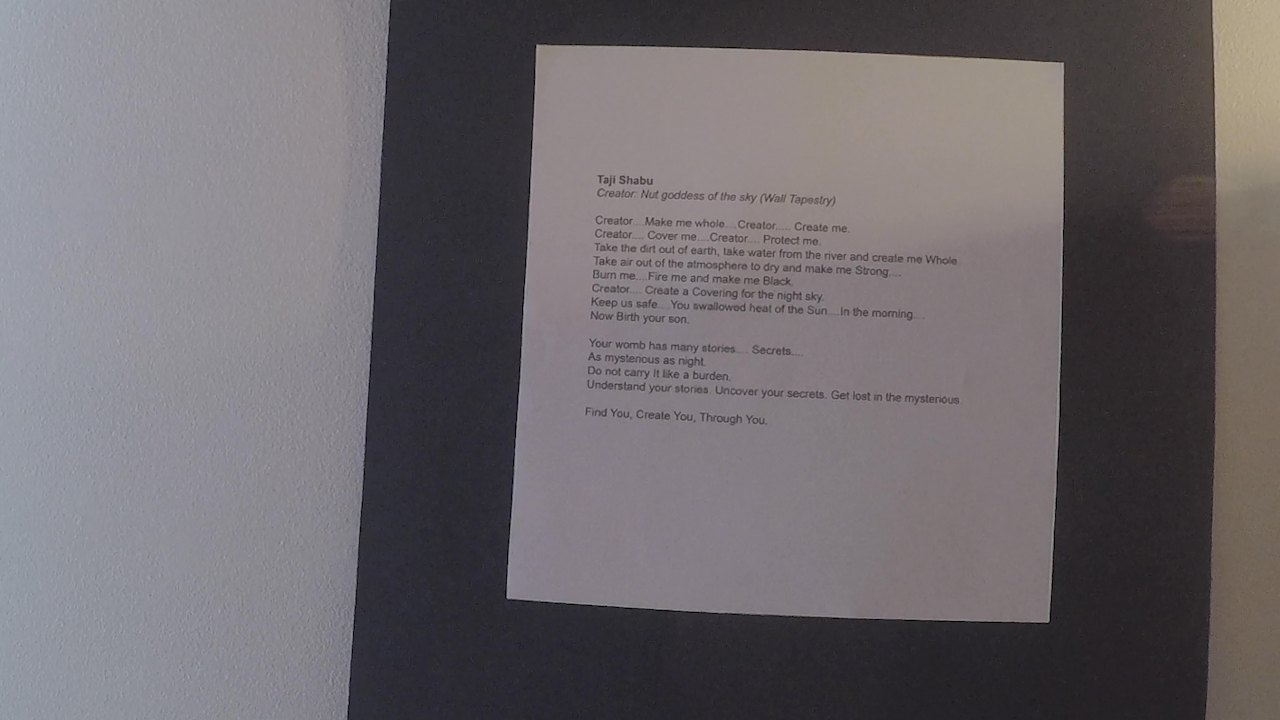 Taji Shabu
Creator: Nut goddess of the sky (Wall Tapestry)
Creator....Make me whole....Creator..... Create me.
Creator.... Cover me....Creator.... Protect me.
Take the dirt out of earth, take water from the river and create me Whole.
Take air out of the atmosphere to dry and make me Strong....
Burn me....Fire me and make me Black.
Creator.... Create a Covering for the night sky.
Keep us safe....You swallowed heat of the Sun....In the morning....
Now Birth your son.
Your womb has many stories.... Secrets....
As mysterious as night.
Do not carry it like a burden.
Understand your stories. Uncover your secrets. Get lost in the mysterious.
Find You, Create You, Through You.